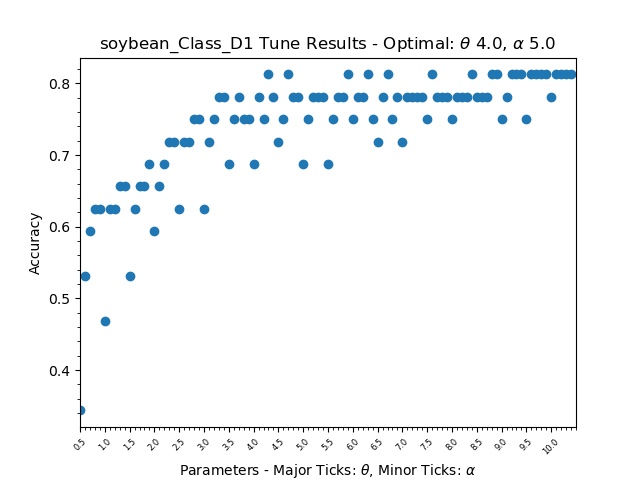 soybean_Class_D1 Tune Results - Optimal: θ 4.0, α 5.0
0.8
0.7
0.6
0.5
0.4
Accuracy
0.5 1.0 1.5 2.0 2.5 3.0 3.5 4.0 4.5 5.0 5.5 6.0 6.5 7.0 7.5 8.0 8.5 9.0 9.5 10.0
Parameters - Major Ticks: θ, Minor Ticks: α